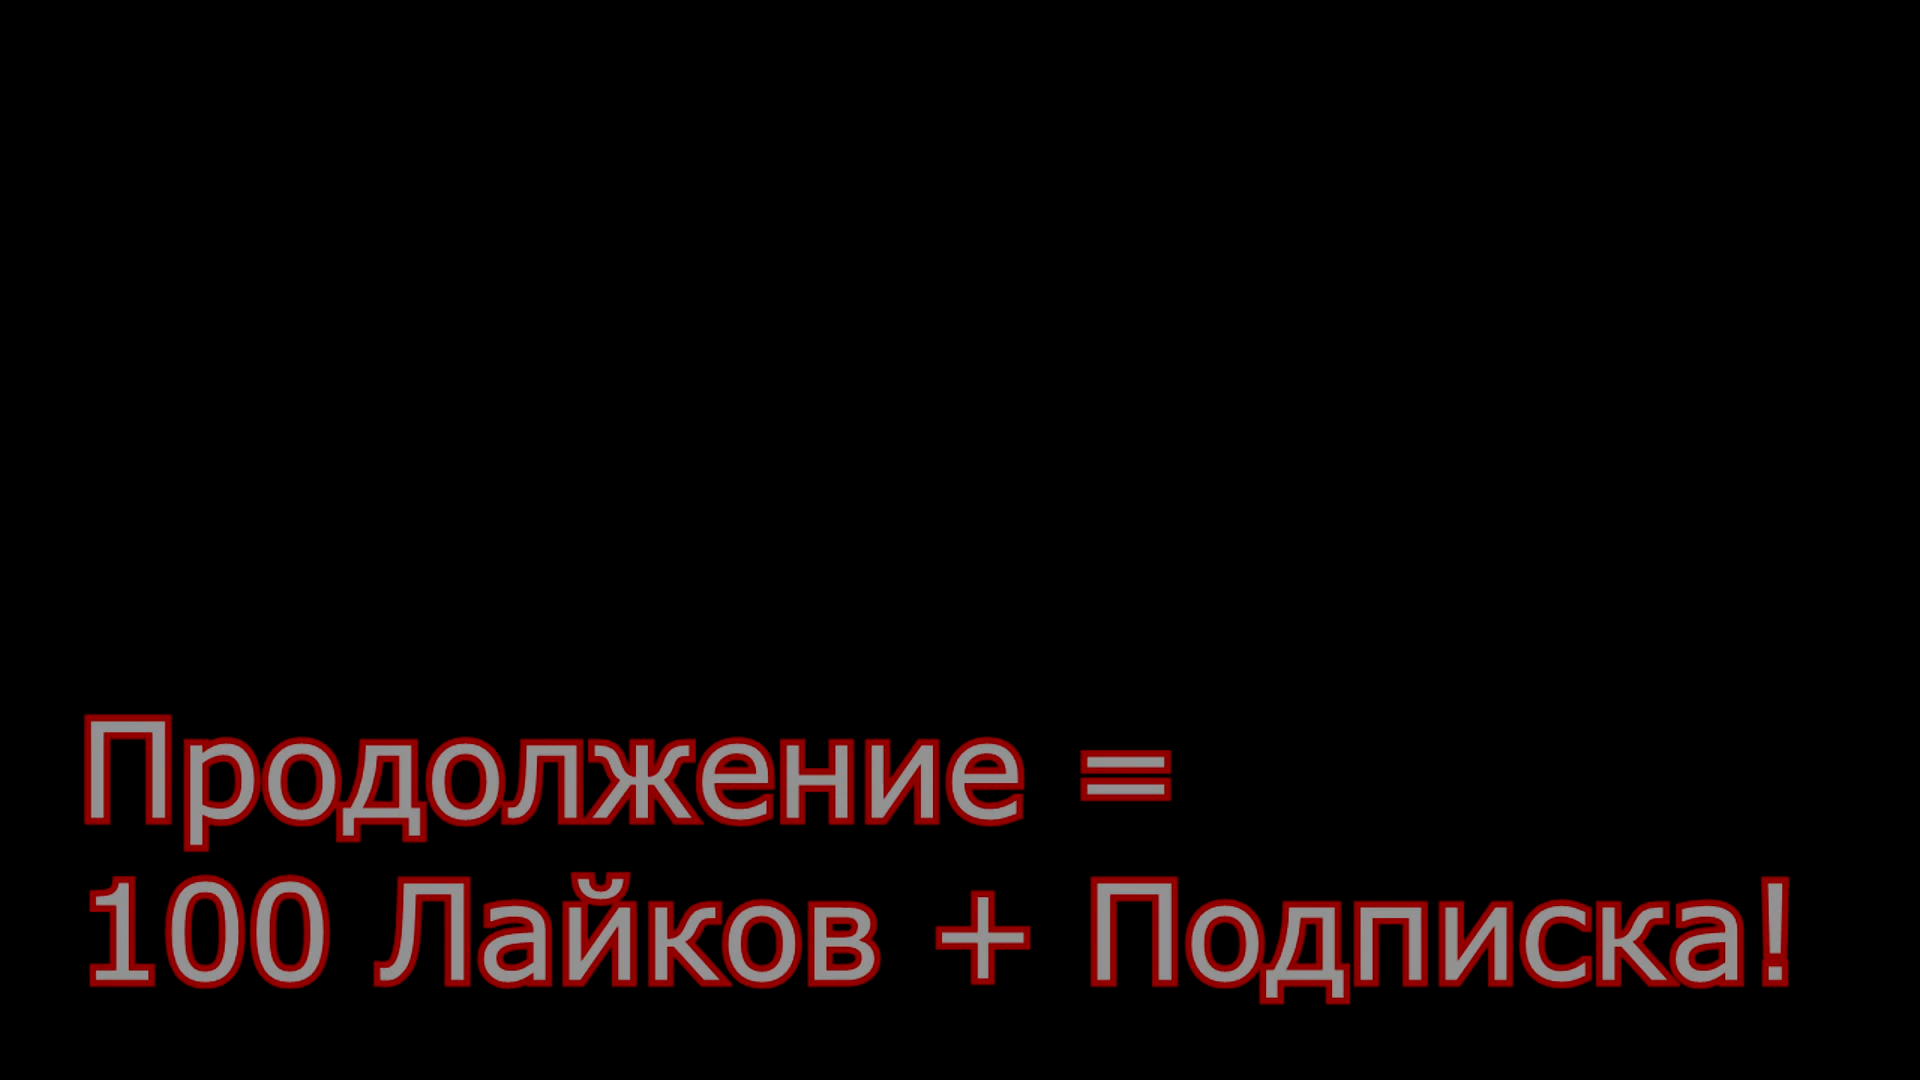 Продолжение =
100 Лайков + Подписка!